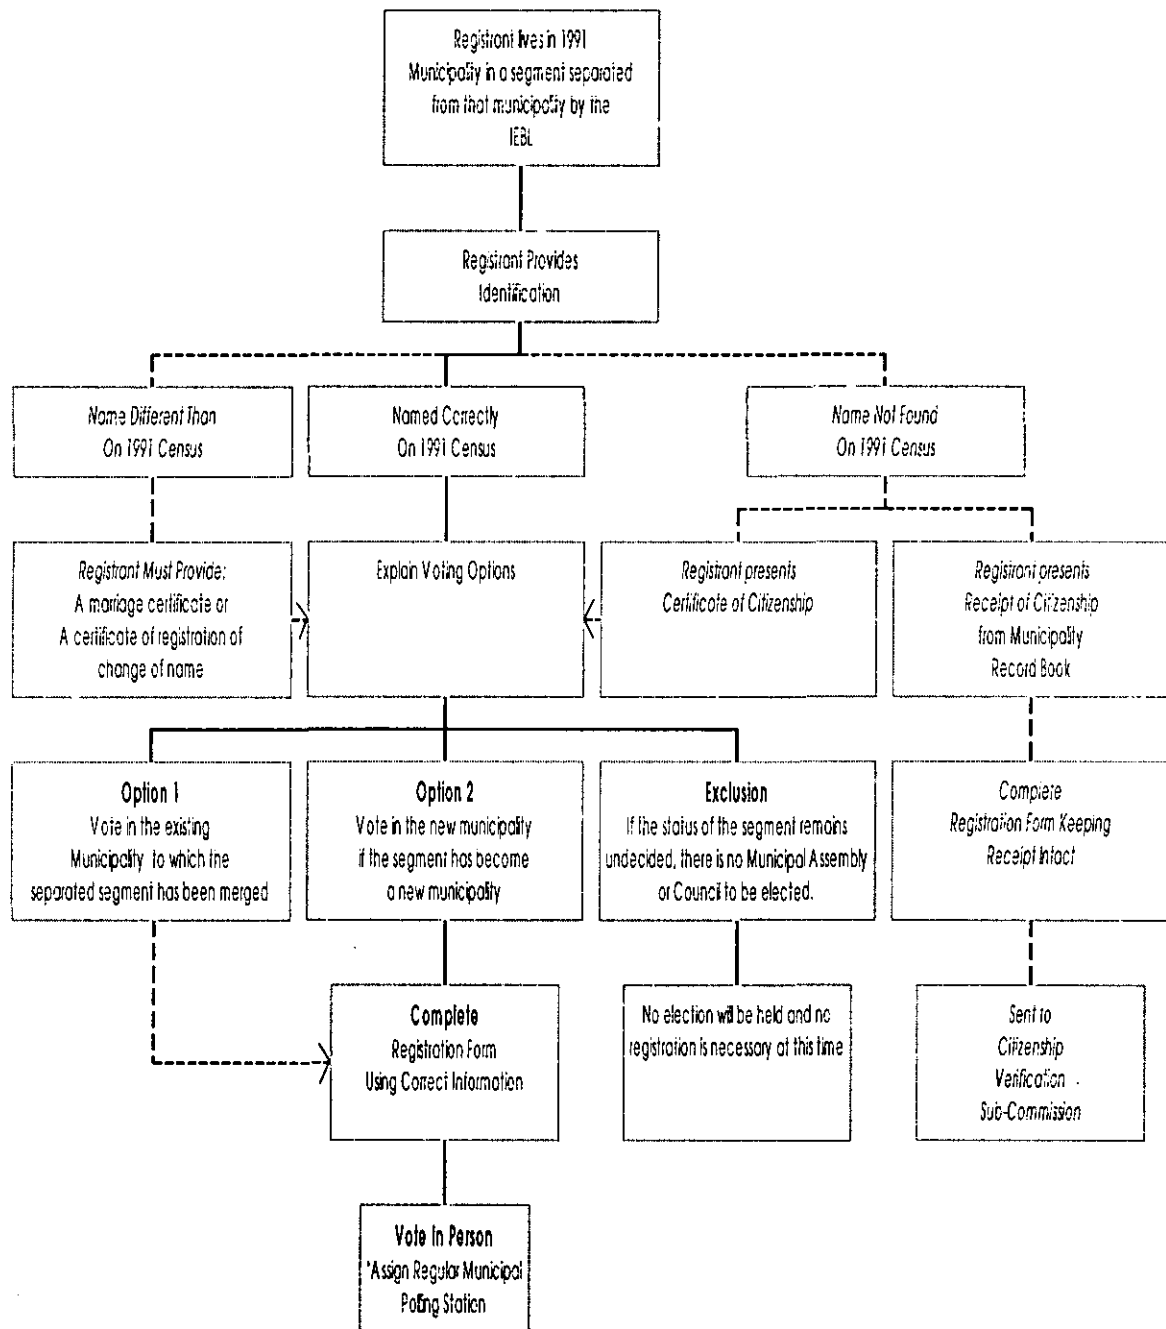 Registrant lives in 1991
Municipality in a segment separated
from that municipality by the
IEBL
Registrant Provides
Identification
Name Different Than
On 1991 Census
Named Correctly
On 1991 Census
Name Not Found
On 1991 Census
Registrant Must Provide:
A marriage certificate or
A certificate of registration of
change of name
Explain Voting Options
Registrant presents
Certificate of Citizenship
Registrant presents
Receipt of Citizenship
from Municipality
Record Book
Option 1
Vote in the existing
Municipality to which the
separated segment has been merged
Option 2
Vote in the new municipality
if the segment has become
a new municipality
Exclusion
If the status of the segment remains
undecided, there is no Municipal Assembly
or Council to be elected.
Complete
Registration Form Keeping
Receipt Intact
Complete
Registration Form
Using Correct Information
No election will be held and no
registration is necessary at this time
Sent to
Citizenship
Verification
Sub-Commission
Vote In Person
*Assign Regular Municipal
Polling Station